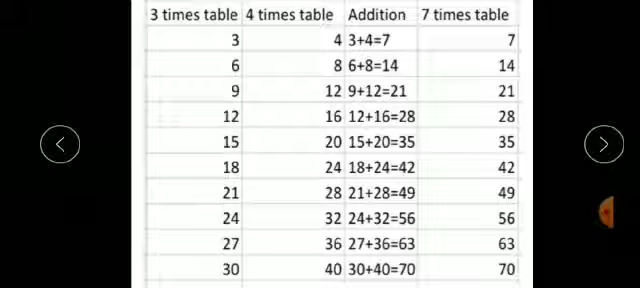 3 times table 4 times table Addition 7 times table
3 4 3+4=7 7
6 8 6+8=14 14
9 12 9+12=21 21
12 16 12+16=28 28
15 20 15+20=35 35
18 24 18+24=42 42
21 28 21+28=49 49
24 32 24+32=56 56
27 36 27+36=63 63
30 40 30+40=70 70